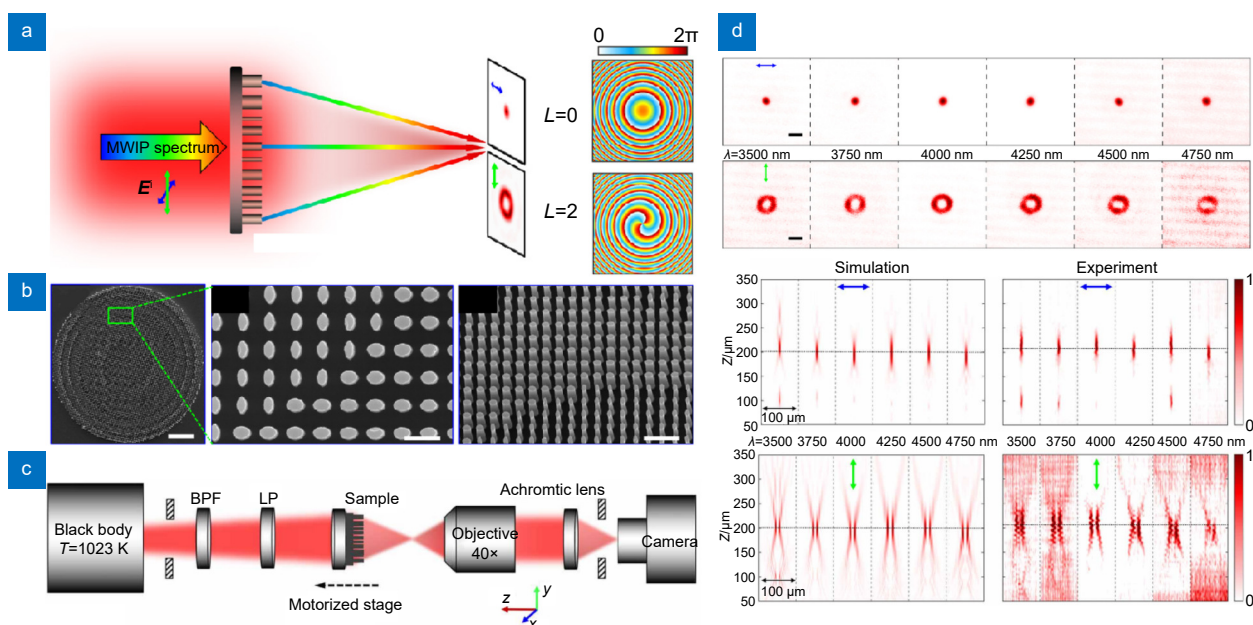 a
0
2π
MWIP spectrum
E
L=0
L=2
b
c
BPF
LP
Sample
Achromtic lens
Black body
T=1023 K
Objective
40×
Camera
Motorized stage
z
y
x
d
λ=3500 nm
3750 nm
4000 nm
4250 nm
4500 nm
4750 nm
Simulation
Experiment
350
300
250
200
150
100
50
Z/μm
100 μm
1
0
λ=3500
3750
4000
4250
4500
4750 nm
3500
3750
4000
4250
4500
4750 nm
350
300
250
200
150
100
50
Z/μm
100 μm
1
0